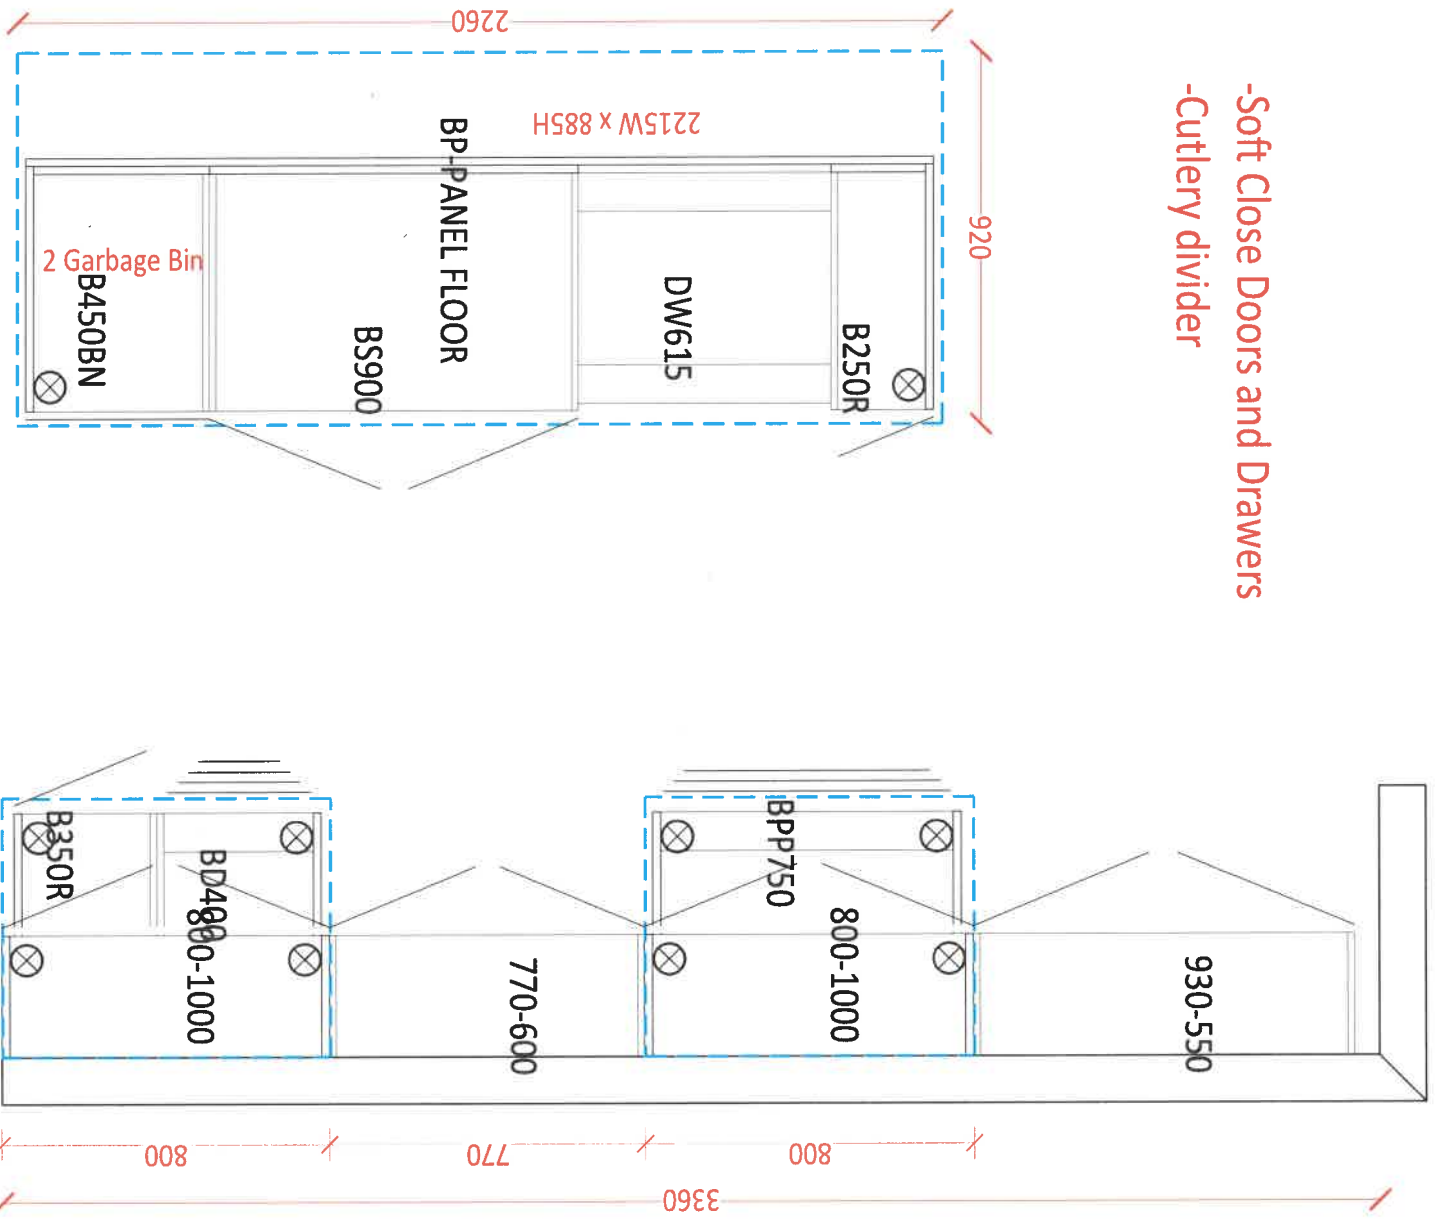 2260
2215W x 885H
920
-Soft Close Doors and Drawers
-Cutlery divider
2 Garbage Bin
B450BN
BS900
BP-PANEL FLOOR
DW615
B250R
B350R
BD400
800-1000
770-600
BPP750
800-1000
930-550
800
770
800
3360